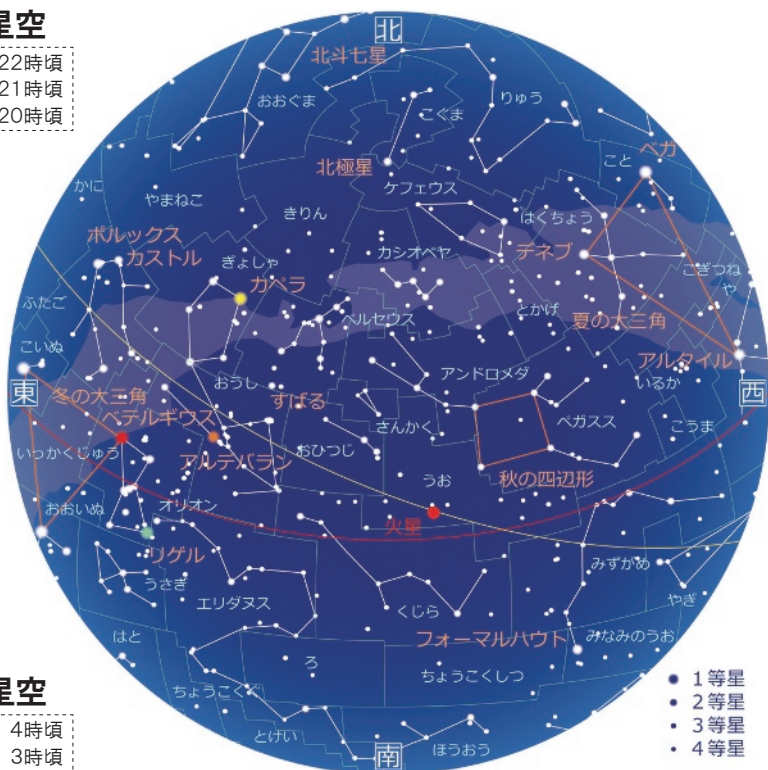 星空
22時頃
21時頃
20時頃
北
北斗七星
おおぐま
りゅう
こぐま
ベガ
こと
北極星
ケフェウス
かに
やまねこ
きりん
はくちょう
ポルックス
カストル
ぎょしゃ
カシオペヤ
デネブ
こぎつね
や
カペラ
ふたご
ペルセウス
とかげ
夏の大三角
こいぬ
アルタイル
東
冬の大三角
おうし
すばる
アンドロメダ
いるか
西
ベテルギウス
さんかく
ペガスス
こうま
いっかくじゅう
アルデバラン
おひつじ
うお
秋の四辺形
おおいぬ
オリオン
火星
リゲル
うさぎ
みずがめ
エリダヌス
くじら
やぎ
はと
フォーマルハウト
みなみのうお
ろ
ちょうこくしつ
ちょうこくぐ
とけい
南
ほうおう
1等星
2等星
3等星
4等星
星空
4時頃
3時頃